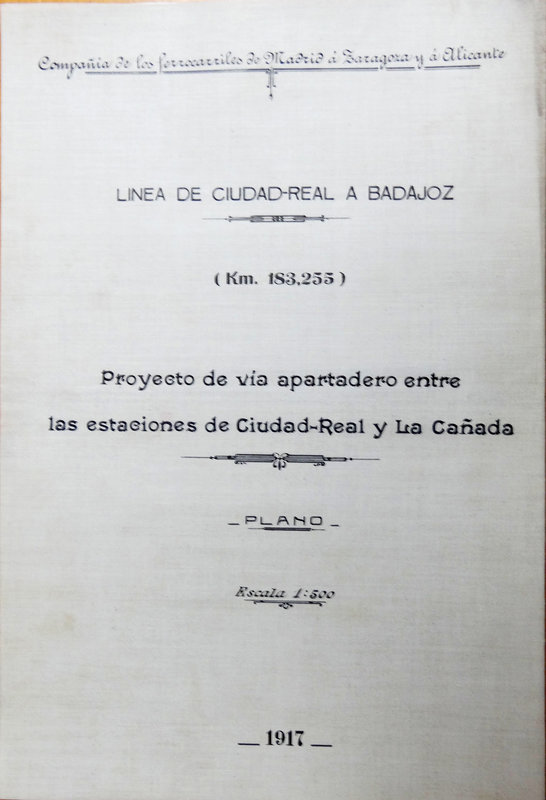 Compañía de los ferrocarriles de Madrid á Zaragoza y á Alicante
LINEA DE CIUDAD-REAL A BADAJOZ
( Km. 183,255 )
Proyecto de vía apartadero entre
las estaciones de Ciudad-Real y La Cañada
_ PLANO _
Escala 1:500
_ 1917 _